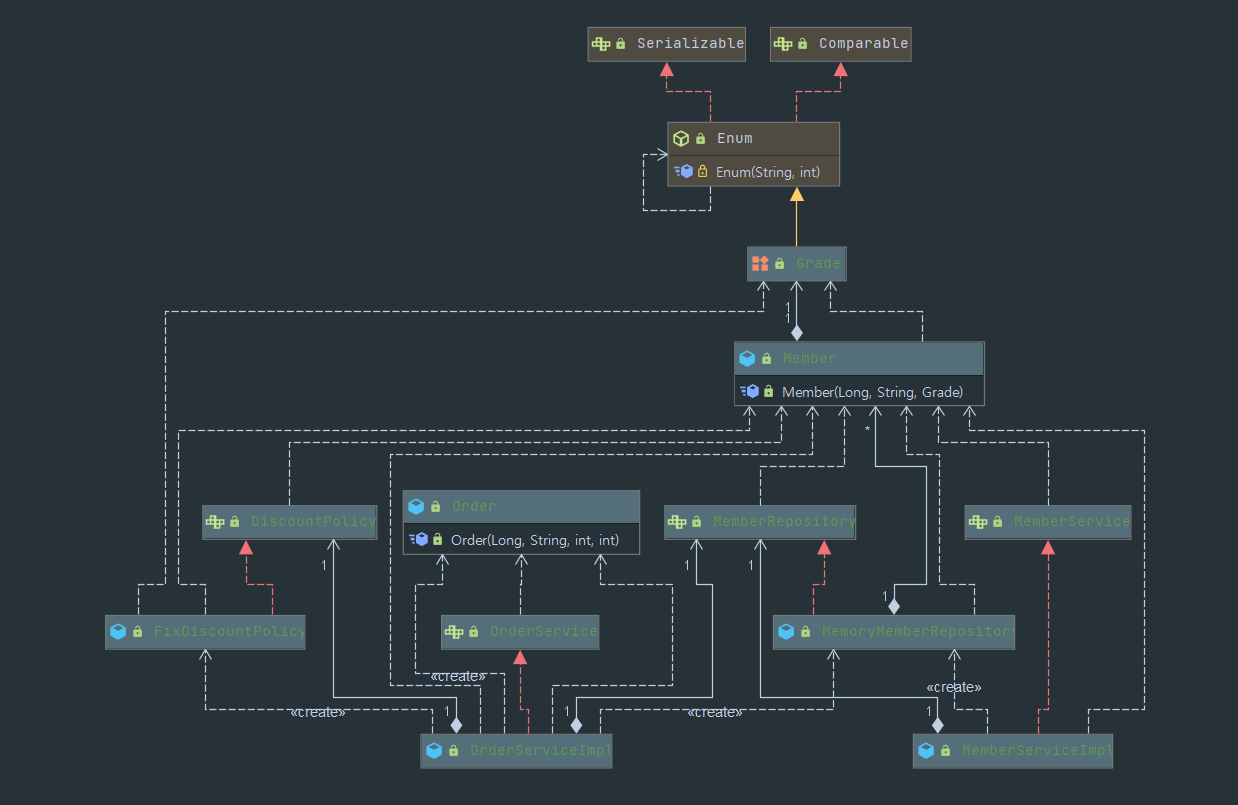 Serializable
Comparable
Enum
Enum(String, int)
Grade
1
1
Member
Member(Long, String, Grade)
*
DiscountPolicy
Order
Order(Long, String, int, int)
MemberRepository
MemberService
1
1
1
1
FixDiscountPolicy
OrderService
MemoryMemberRepository
«create»
«create»
«create»
1
1
«create»
1
OrderServiceImpl
MemberServiceImpl